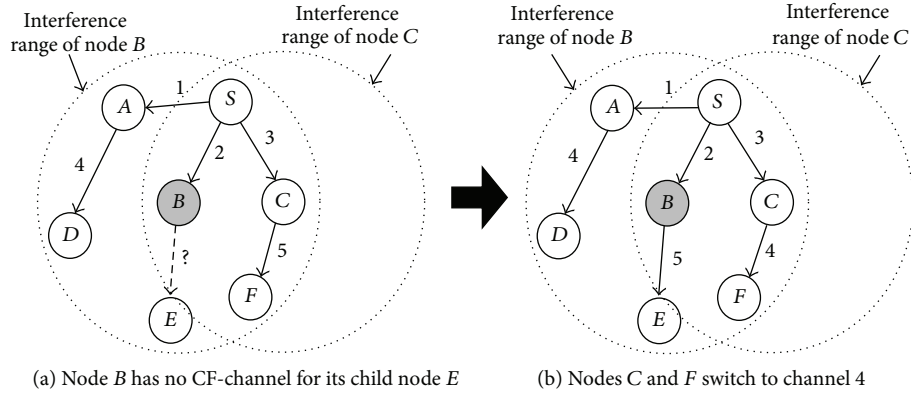 Interference
range of node B
Interference
range of node C
A
1
S
4
2
3
B
C
D
?
5
E
F
(a) Node B has no CF-channel for its child node E
Interference
range of node B
Interference
range of node C
A
1
S
4
2
3
B
C
D
5
4
E
F
(b) Nodes C and F switch to channel 4